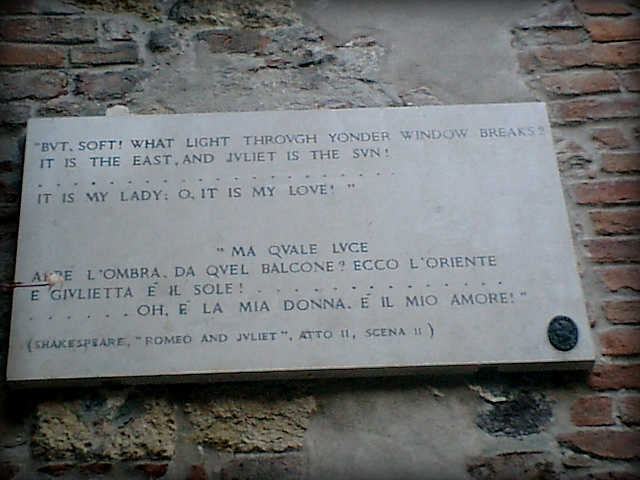 "BVT, SOFT! WHAT LIGHT THROVGH YONDER WINDOW BREAKS?
IT IS THE EAST, AND JVLIET IS THE SVN!
. . . . . . . . . . . . . . . . . . . .
IT IS MY LADY; O, IT IS MY LOVE! "
" MA QVALE LVCE
APRE L'OMBRA, DA QVEL BALCONE? ECCO L'ORIENTE
E GIVLIETTA È IL SOLE! . . . . . . . . . . . . . .
. . . . . . . OH, È LA MIA DONNA, È IL MIO AMORE!"
(SHAKESPEARE, "ROMEO AND JVLIET", ATTO II, SCENA II)